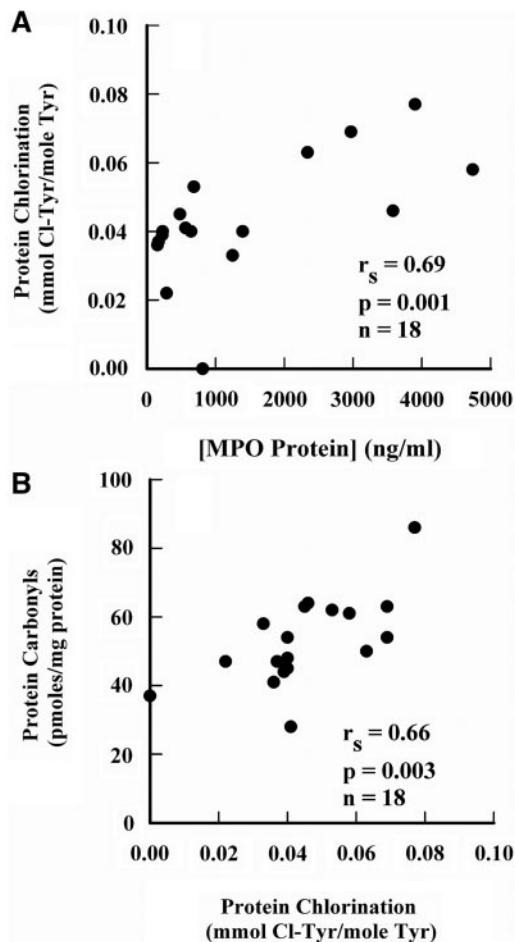 A
Protein Chlorination
(mmol Cl-Tyr/mole Tyr)
0.10
0.08
0.06
0.04
0.02
0.00
r_s = 0.69
p = 0.001
n = 18
0 1000 2000 3000 4000 5000
[MPO Protein] (ng/ml)
B
Protein Carbonyls
(pmoles/mg protein)
100
80
60
40
20
0
r_s = 0.66
p = 0.003
n = 18
0.00 0.02 0.04 0.06 0.08 0.10
Protein Chlorination
(mmol Cl-Tyr/mole Tyr)